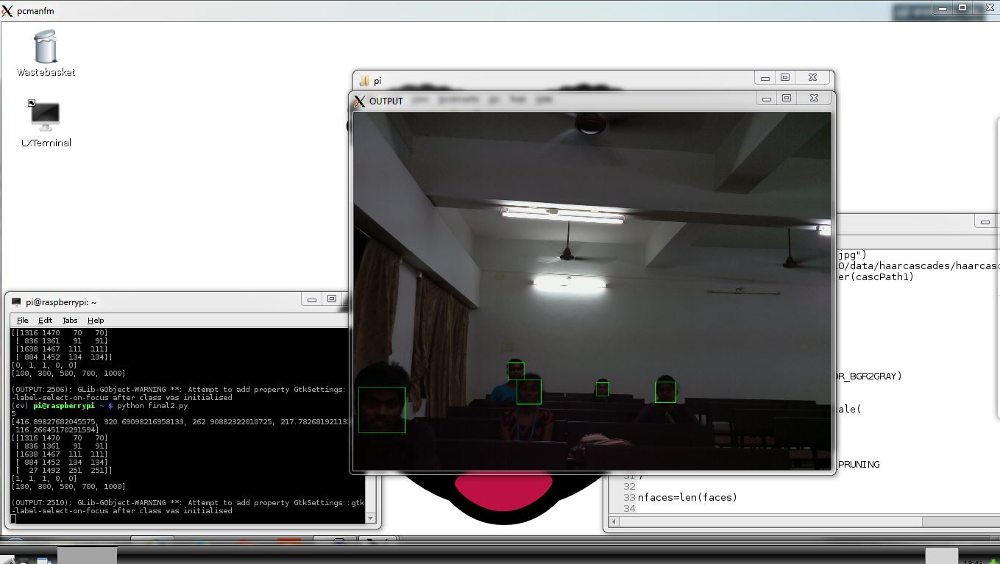 pcmanfm
Wastebasket
LXTerminal
pi
OUTPUT
pi@raspberrypi: ~
File Edit Tabs Help
[[1316 1470 70 70]
[ 836 1361 91 91]
[1638 1467 111 111]
[ 884 1452 134 134]]
[0, 1, 1, 0, 0]
[100, 300, 500, 700, 1000]
(OUTPUT:2506): GLib-GObject-WARNING **: Attempt to add property GtkSettings:
-label-select-on-focus after class was initialised
(cv) pi@raspberrypi ~ $ python final2.py
5
[416.89827682045575, 320.69098216958133, 262.90882322010725, 217.782681921133
116.26645170291594]
[[1316 1470 70 70]
[ 836 1361 91 91]
[1638 1467 111 111]
[ 884 1452 134 134]
[ 27 1492 251 251]]
[1, 1, 1, 0, 0]
[100, 300, 500, 700, 1000]
(OUTPUT:2510): GLib-GObject-WARNING **: Attempt to add property GtkSettings::gtk
-label-select-on-focus after class was initialised
jpg")
0/data/haarcascades/haarcasc
er(cascPath1)
OR_BGR2GRAY)
cale(
_PRUNING
31 )
32
33 nfaces=len(faces)
34